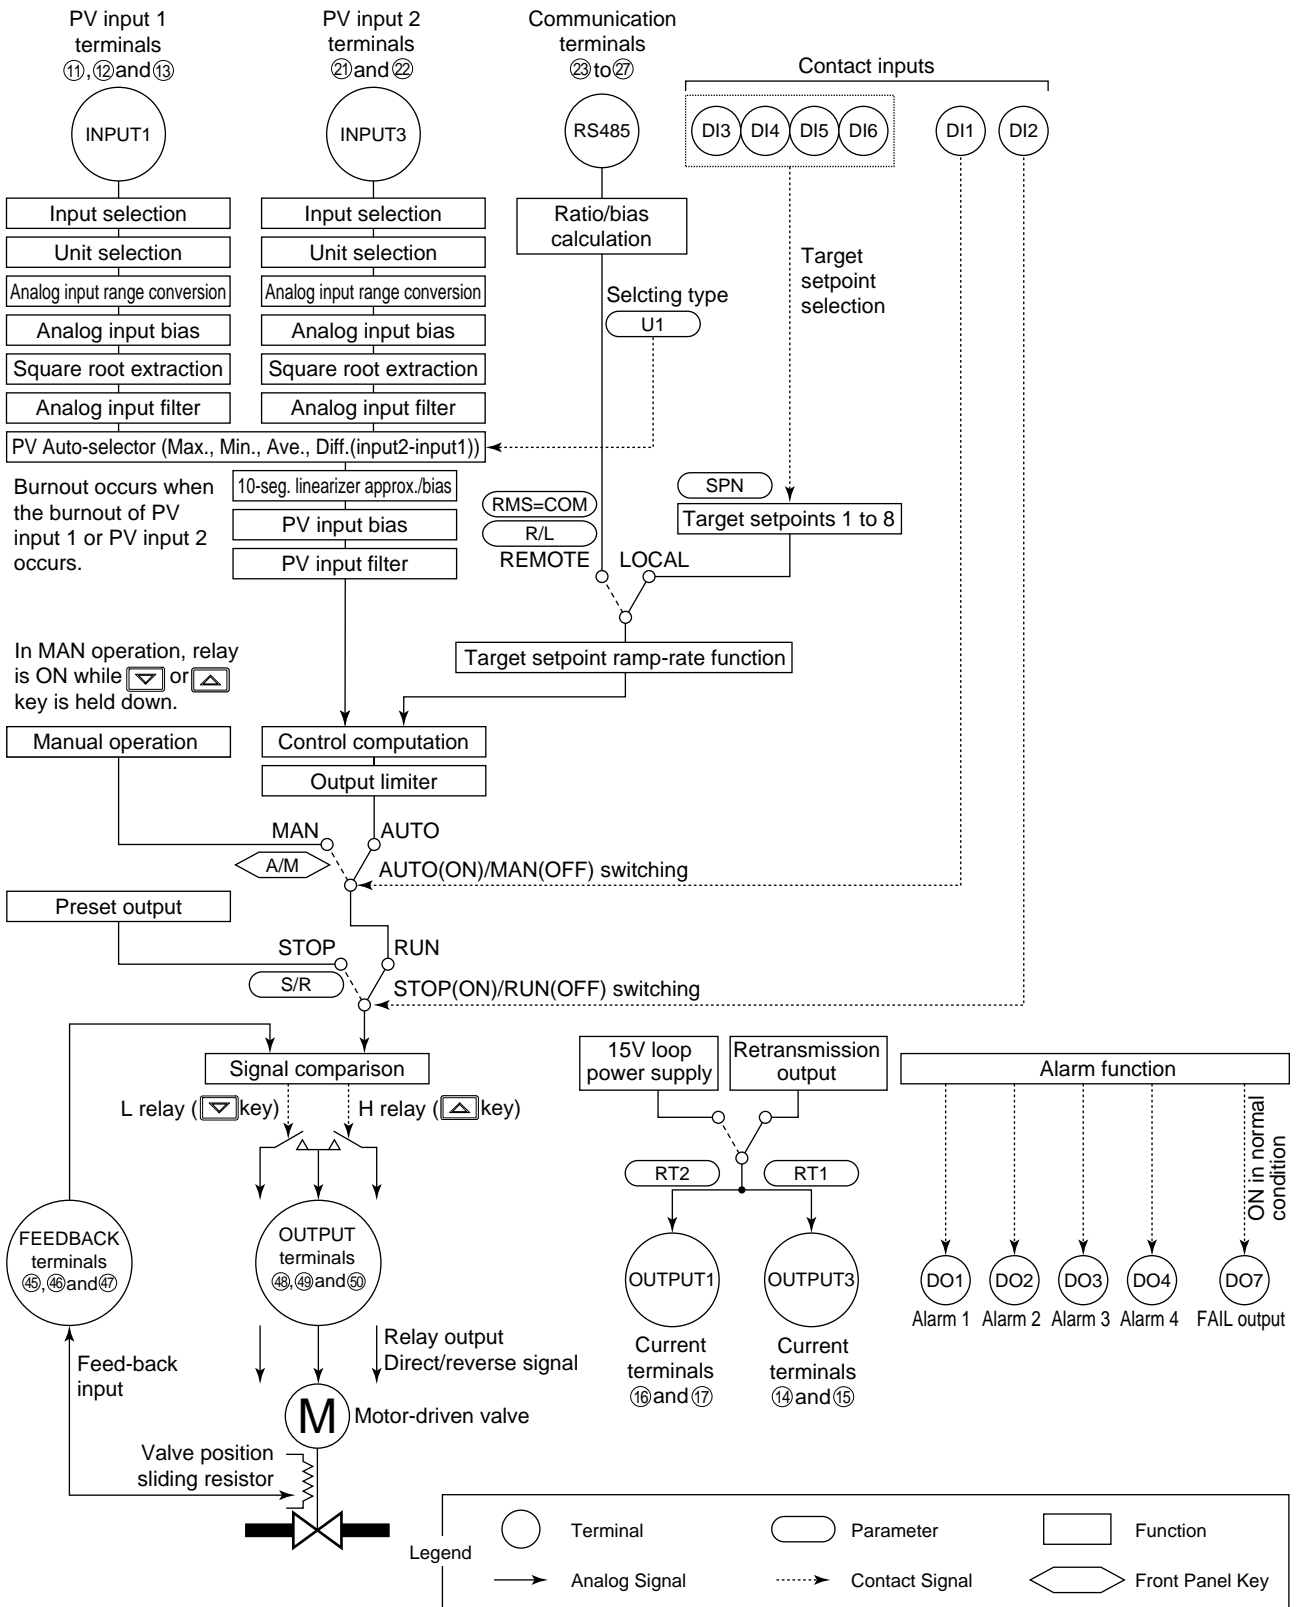 PV input 1
terminals
⑪,⑫and⑬
INPUT1
PV input 2
terminals
㉑and㉒
INPUT3
Communication
terminals
㉓to㉗
RS485
Contact inputs
DI3 DI4 DI5 DI6 DI1 DI2
Input selection
Unit selection
Analog input range conversion
Analog input bias
Square root extraction
Analog input filter
Input selection
Unit selection
Analog input range conversion
Analog input bias
Square root extraction
Analog input filter
Ratio/bias
calculation
Selcting type
U1
Target
setpoint
selection
PV Auto-selector (Max., Min., Ave., Diff.(input2-input1))
Burnout occurs when
the burnout of PV
input 1 or PV input 2
occurs.
10-seg. linearizer approx./bias
PV input bias
PV input filter
RMS=COM
R/L
REMOTE LOCAL
SPN
Target setpoints 1 to 8
Target setpoint ramp-rate function
In MAN operation, relay
is ON while ▽ or △
key is held down.
Manual operation
Control computation
Output limiter
MAN AUTO
A/M
AUTO(ON)/MAN(OFF) switching
Preset output
STOP RUN
S/R
STOP(ON)/RUN(OFF) switching
Signal comparison
L relay (▽ key) H relay (△ key)
FEEDBACK
terminals
㊺,㊻and㊼
OUTPUT
terminals
㊽,㊾and㊿
Feed-back
input
Relay output
Direct/reverse signal
M
Motor-driven valve
Valve position
sliding resistor
15V loop
power supply
Retransmission
output
RT2 RT1
OUTPUT1
Current
terminals
⑯and⑰
OUTPUT3
Current
terminals
⑭and⑮
Alarm function
ON in normal
condition
DO1 DO2 DO3 DO4 DO7
Alarm 1 Alarm 2 Alarm 3 Alarm 4 FAIL output
Legend
Terminal Parameter Function
Analog Signal Contact Signal Front Panel Key